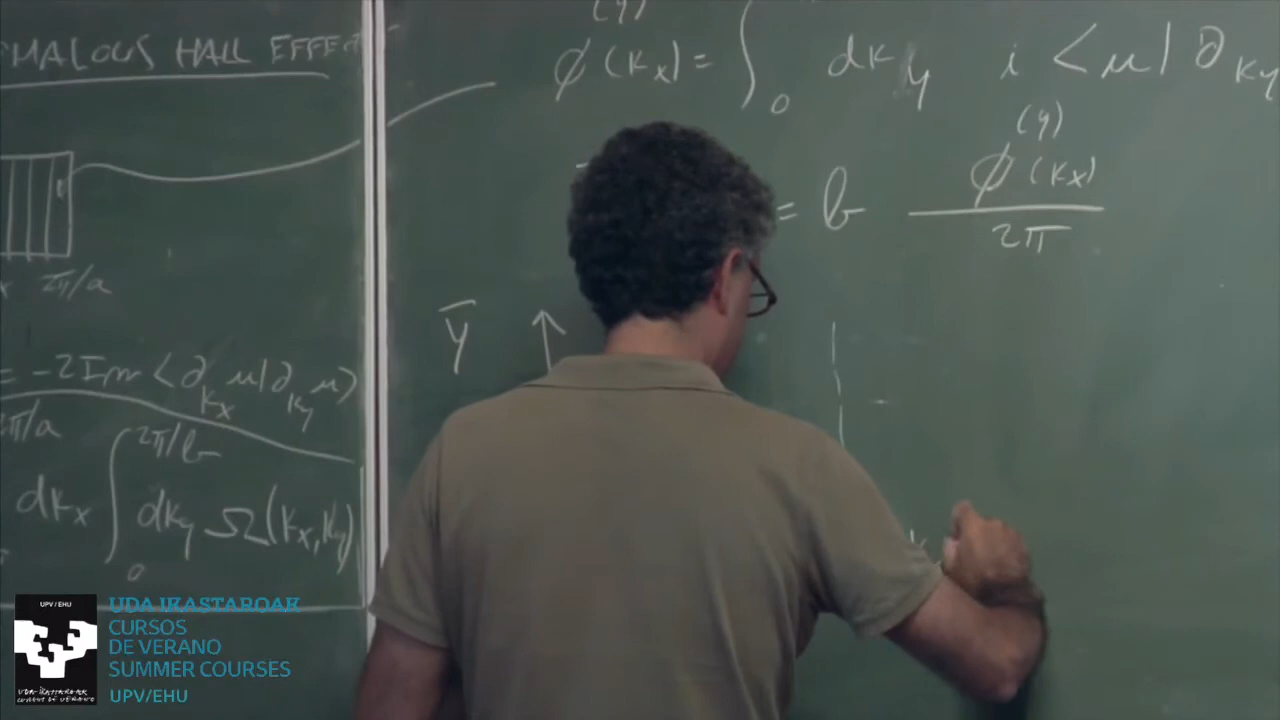 MALOUS HALL EFFECT
2π/a
= -2Im <∂kx u|∂ky u>
2π/a
2π/b
dkx ∫ dky Ω(kx,ky)
0
(y)
ϕ(kx) = ∫ dky i <u|∂ky
0
(y)
= b ϕ(kx)
2π
ȳ
UPV / EHU
UDA IKASTAROAK
CURSOS
DE VERANO
SUMMER COURSES
UPV/EHU